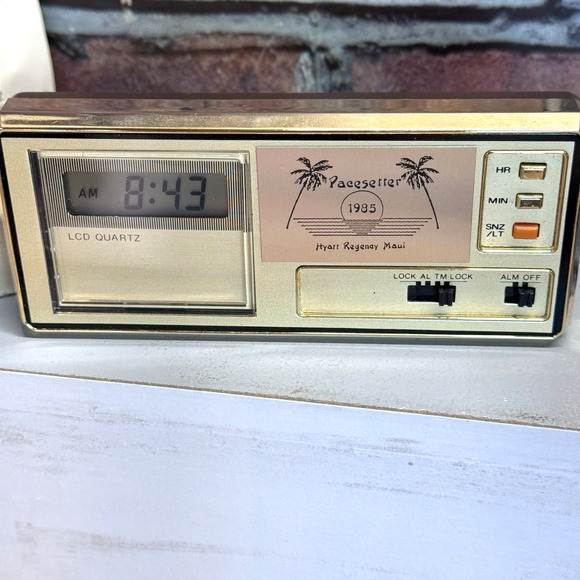 AM 8:43
LCD QUARTZ
Pacesetter
1985
Hyatt Regency Maui
HR
MIN
SNZ
/LT
LOCK AL TM LOCK
ALM OFF